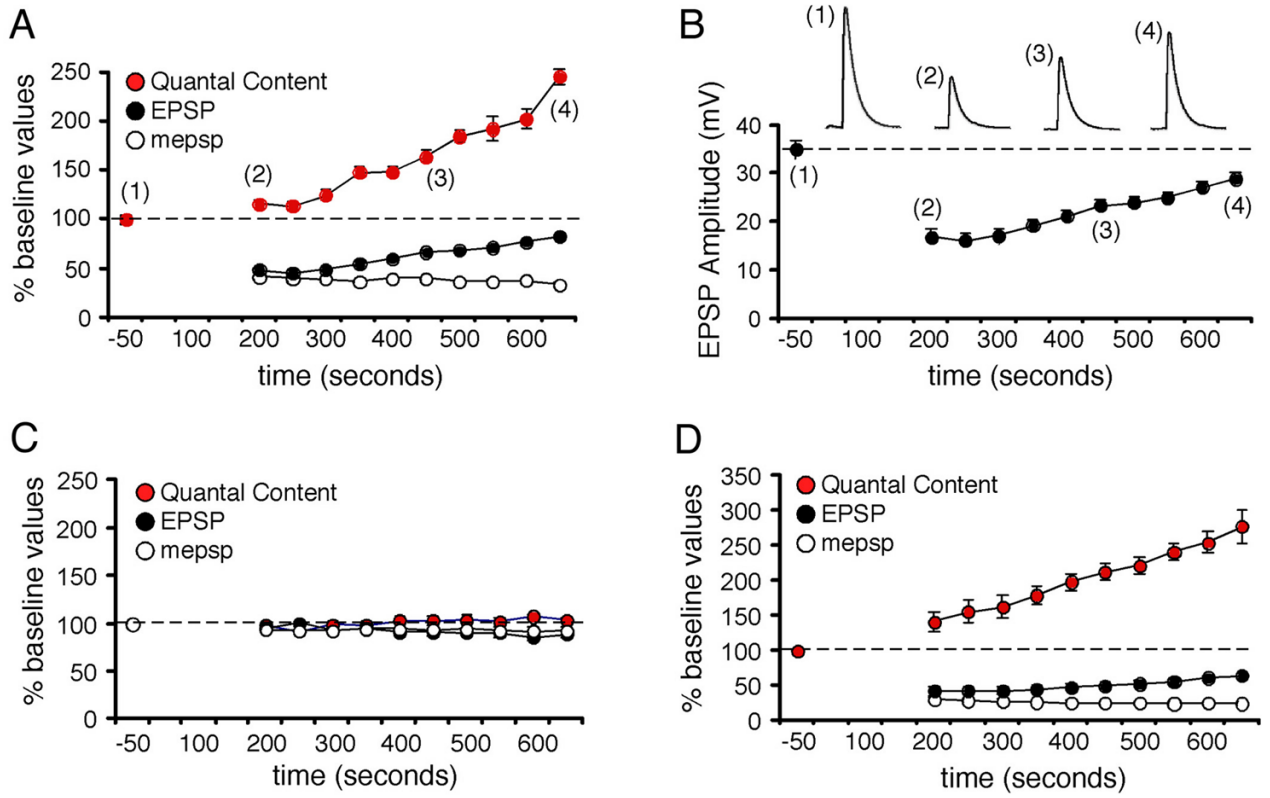 A
% baseline values
250
200
150
100
50
0
Quantal Content
EPSP
mepsp
(1)
(2)
(3)
(4)
-50 100 200 300 400 500 600
time (seconds)
B
EPSP Amplitude (mV)
(1)
(2)
(3)
(4)
40
30
20
10
0
(1)
(2)
(3)
(4)
-50 100 200 300 400 500 600
time (seconds)
C
% baseline values
250
200
150
100
50
0
Quantal Content
EPSP
mepsp
-50 100 200 300 400 500 600
time (seconds)
D
% baseline values
350
300
250
200
150
100
50
0
Quantal Content
EPSP
mepsp
-50 100 200 300 400 500 600
time (seconds)